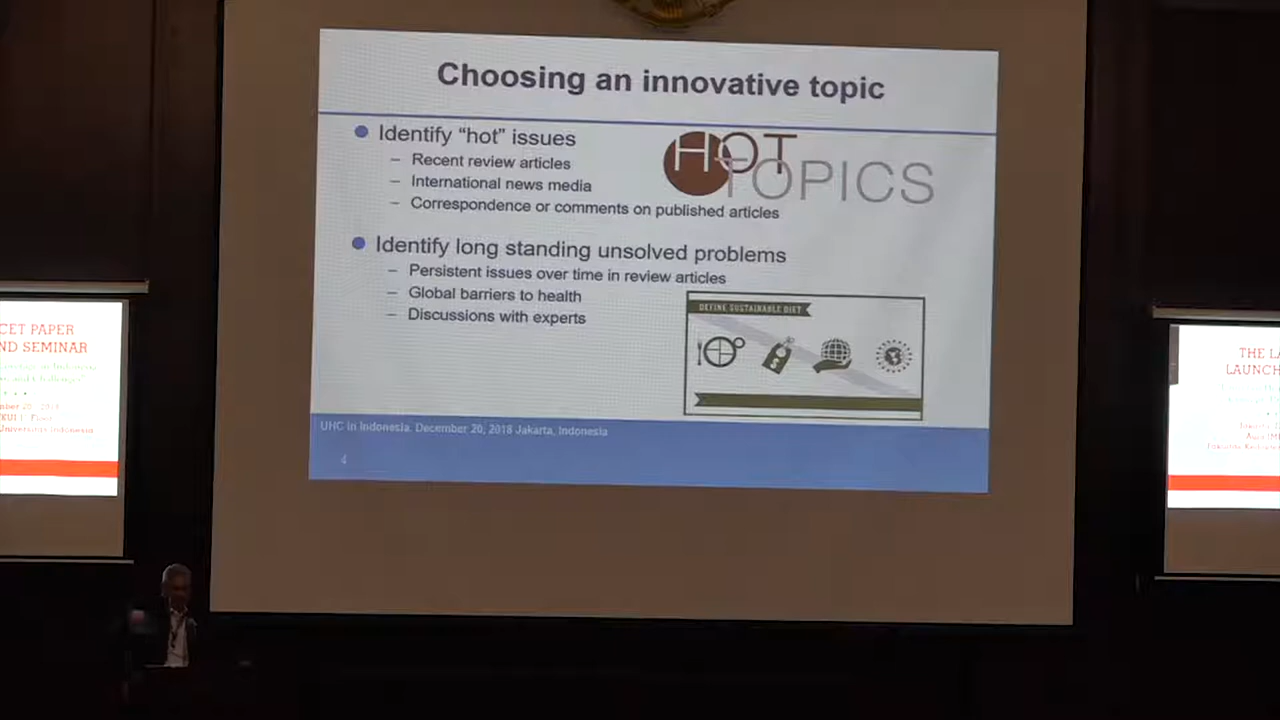 Choosing an innovative topic
Identify “hot” issues
– Recent review articles
– International news media
– Correspondence or comments on published articles
HOT
TOPICS
Identify long standing unsolved problems
– Persistent issues over time in review articles
– Global barriers to health
– Discussions with experts
DEFINE SUSTAINABLE DIET
$
UHC in Indonesia. December 20, 2018 Jakarta, Indonesia
4
CET PAPER
ND SEMINAR
Universitas Indonesia
THE LA
LAUNCH